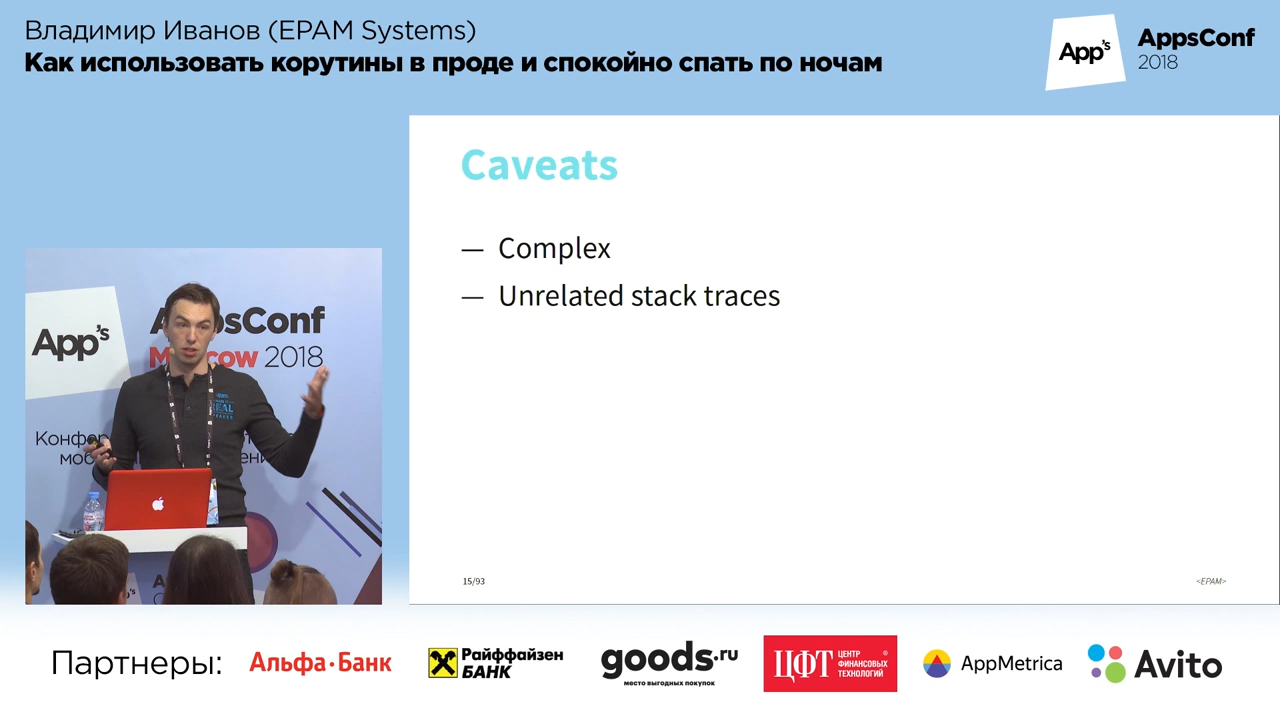 Владимир Иванов (EPAM Systems)
Как использовать корутины в проде и спокойно спать по ночам
App's
AppsConf
2018
Caveats
— Complex
— Unrelated stack traces
15/93
<EPAM>
App's
AppsConf
Moscow 2018
Партнеры:
Альфа·Банк
Райффайзен
БАНК
goods.ru
место выгодных покупок
ЦФТ
ЦЕНТР
ФИНАНСОВЫХ
ТЕХНОЛОГИЙ
®
AppMetrica
Avito